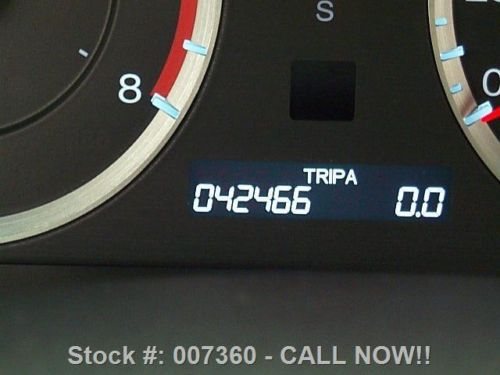 S
8
TRIPA
042466 0.0
0
Stock #: 007360 - CALL NOW!!